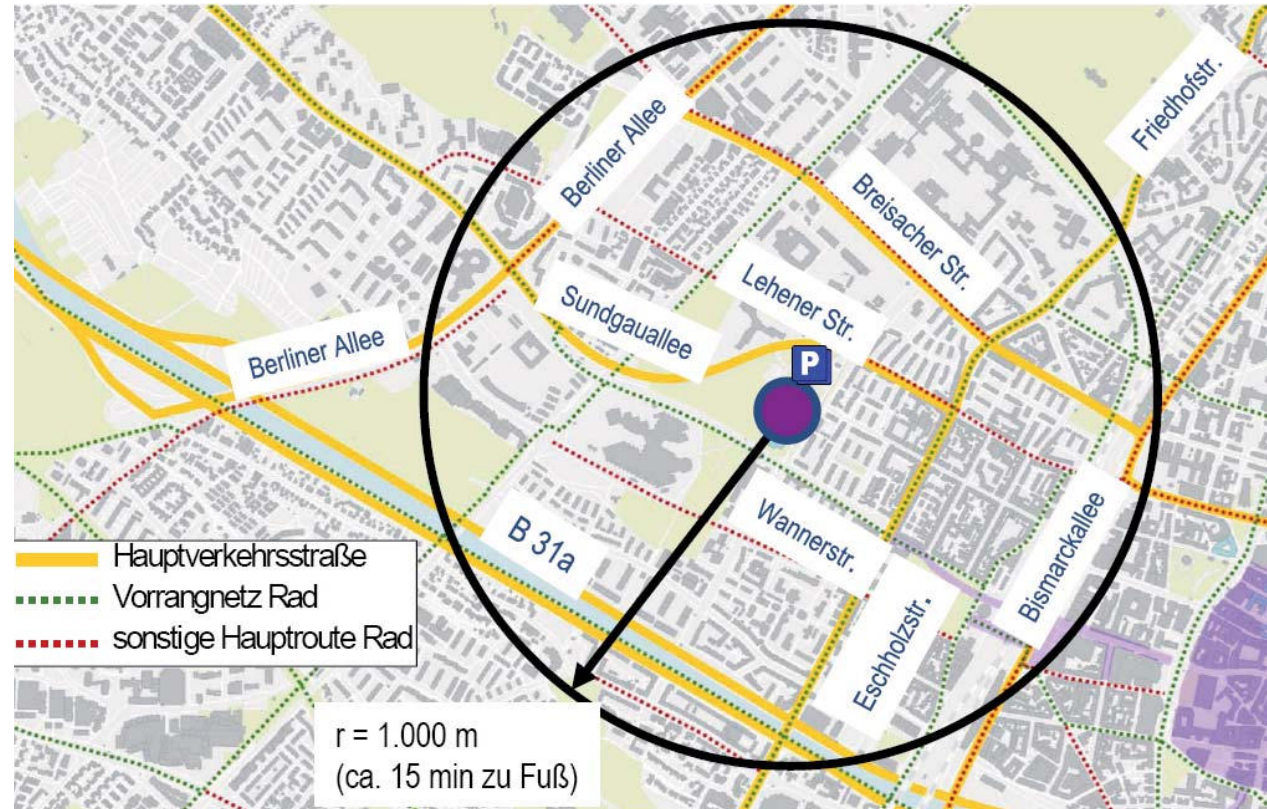 Friedhofstr.
Berliner Allee
Breisacher Str.
Lehener Str.
Sundgauallee
Berliner Allee
P
Wannerstr.
B 31a
Bismarckallee
Eschholzstr.
Hauptverkehrsstraße
Vorrangnetz Rad
sonstige Hauptroute Rad
r = 1.000 m
(ca. 15 min zu Fuß)